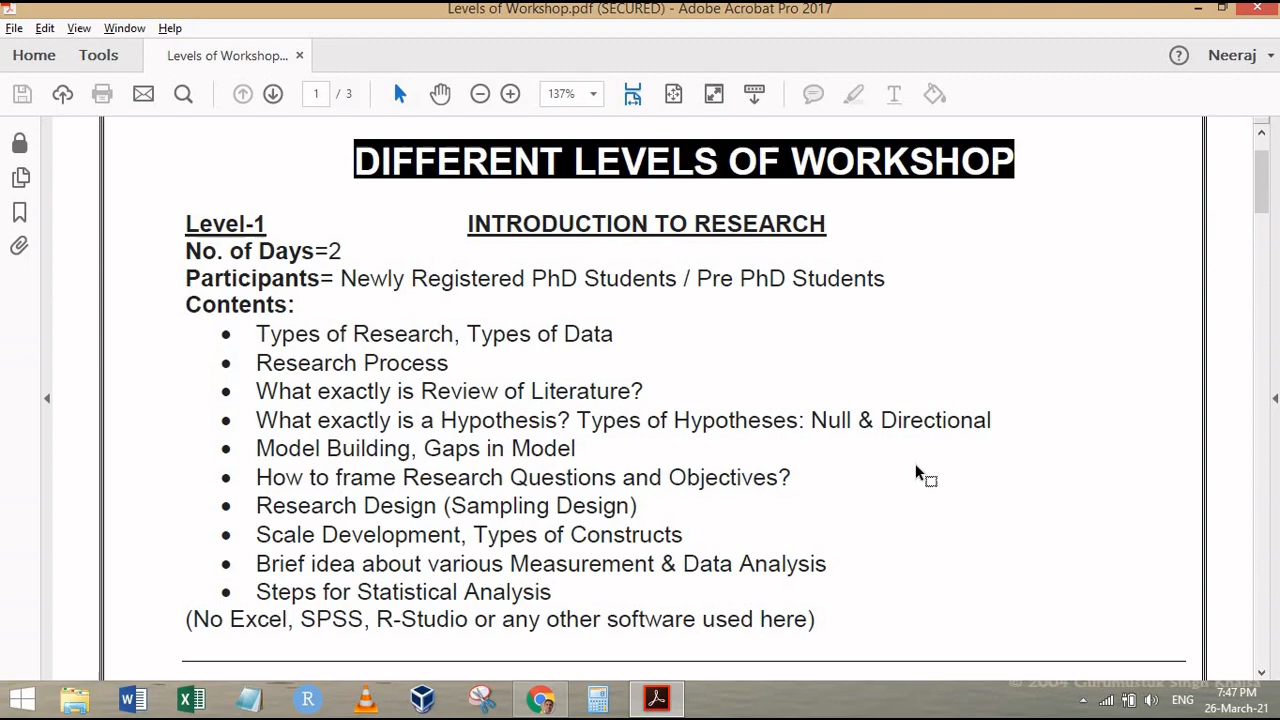 Levels of Workshop.pdf (SECURED) - Adobe Acrobat Pro 2017
File Edit View Window Help
Home Tools Levels of Workshop... × Neeraj
1 / 3 137%
DIFFERENT LEVELS OF WORKSHOP
Level-1 INTRODUCTION TO RESEARCH
No. of Days=2
Participants= Newly Registered PhD Students / Pre PhD Students
Contents:
• Types of Research, Types of Data
• Research Process
• What exactly is Review of Literature?
• What exactly is a Hypothesis? Types of Hypotheses: Null & Directional
• Model Building, Gaps in Model
• How to frame Research Questions and Objectives?
• Research Design (Sampling Design)
• Scale Development, Types of Constructs
• Brief idea about various Measurement & Data Analysis
• Steps for Statistical Analysis
(No Excel, SPSS, R-Studio or any other software used here)
© 2004 Gurumustuk Singh Khalsa
ENG 7:47 PM
26-March-21